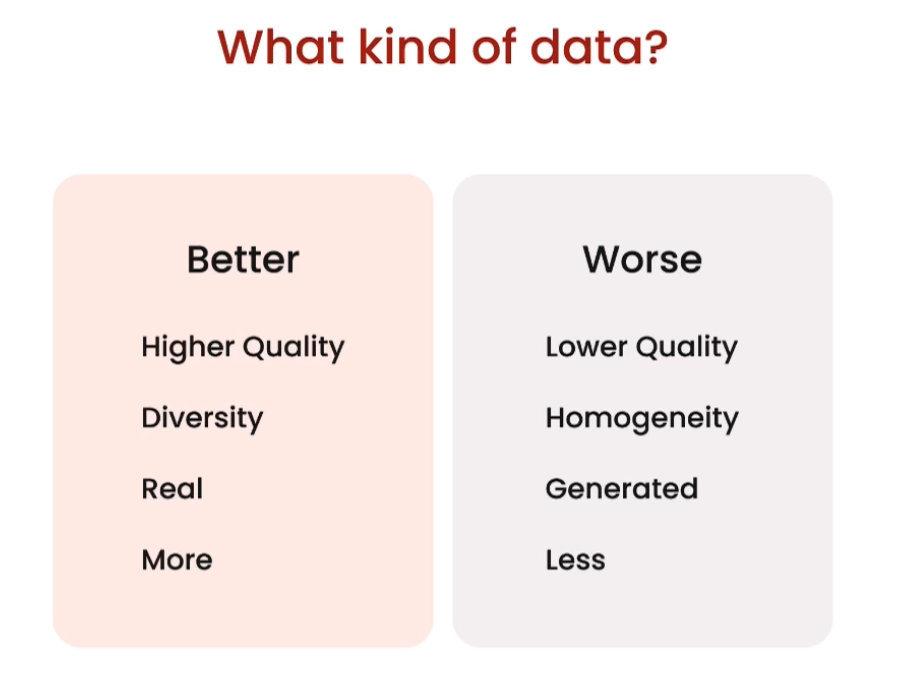 What kind of data?
Better
Higher Quality
Diversity
Real
More
Worse
Lower Quality
Homogeneity
Generated
Less